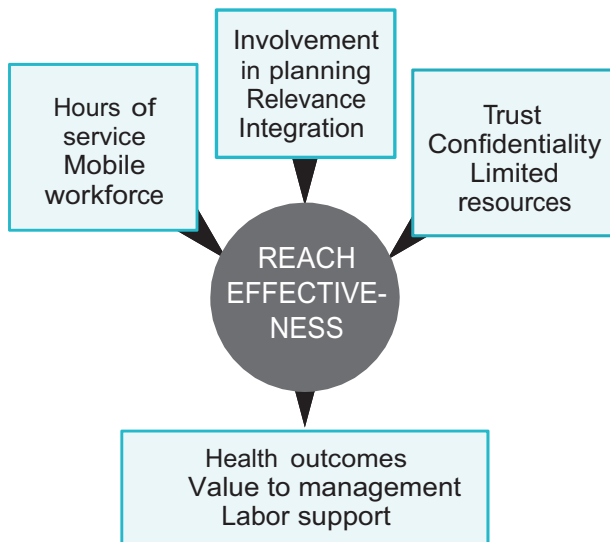 Involvement
in planning
Relevance
Integration
Hours of
service
Mobile
workforce
Trust
Confidentiality
Limited
resources
REACH
EFFECTIVE-
NESS
Health outcomes
Value to management
Labor support